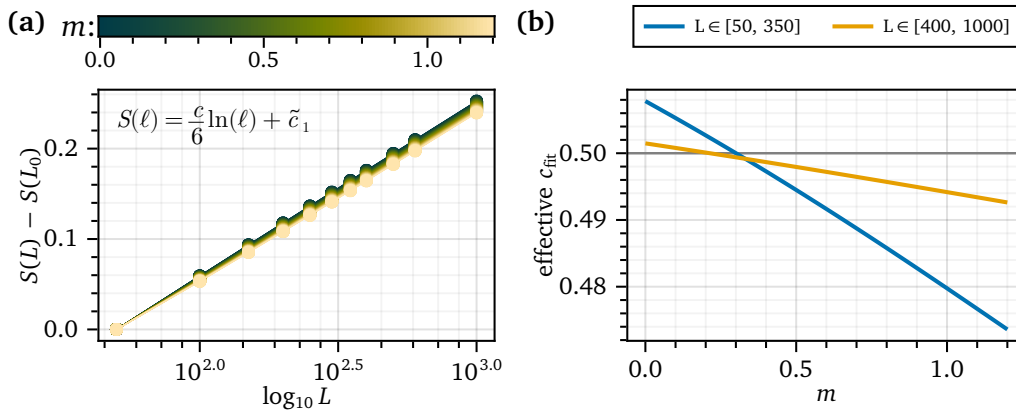 (a)
m:
0.0 0.5 1.0
S(ℓ) = c/6 ln(ℓ) + c̃₁
S(L) − S(L₀)
0.2
0.1
0.0
10^2.0 10^2.5 10^3.0
log₁₀ L
(b)
L ∈ [50, 350] L ∈ [400, 1000]
effective c_fit
0.50
0.49
0.48
0.0 0.5 1.0
m